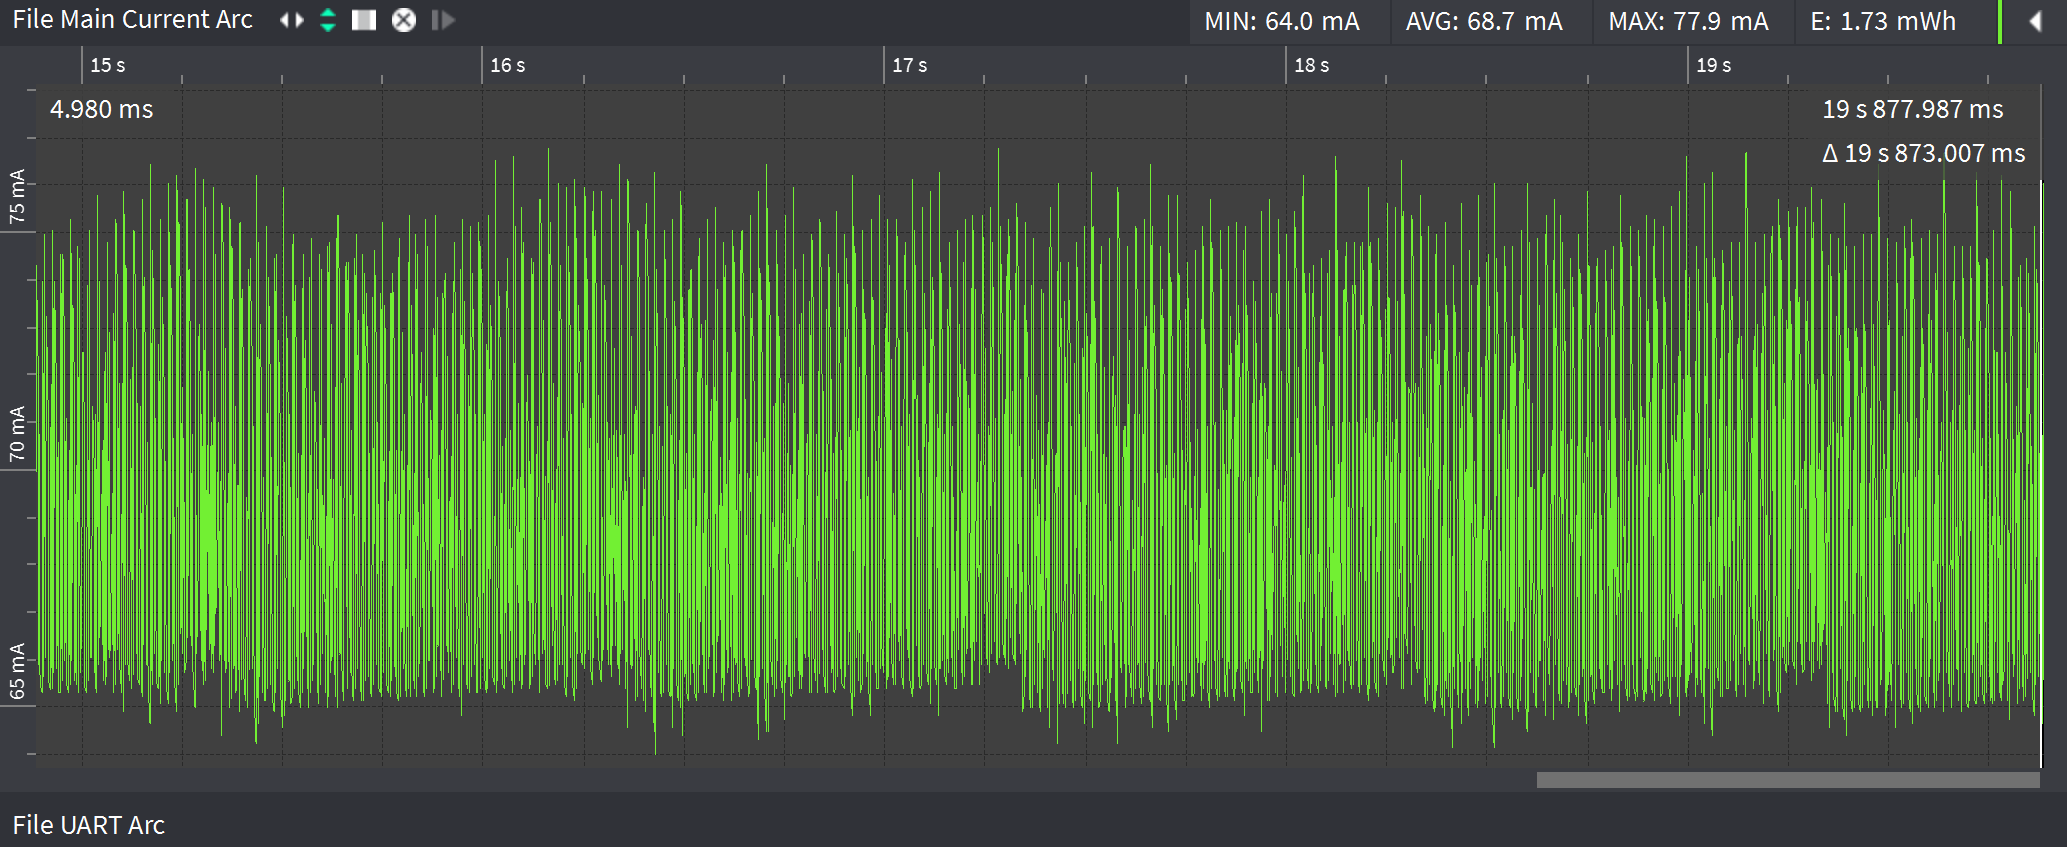 File Main Current Arc
MIN: 64.0 mA
AVG: 68.7 mA
MAX: 77.9 mA
E: 1.73 mWh
15 s
16 s
17 s
18 s
19 s
4.980 ms
19 s 877.987 ms
Δ 19 s 873.007 ms
75 mA
70 mA
65 mA
File UART Arc